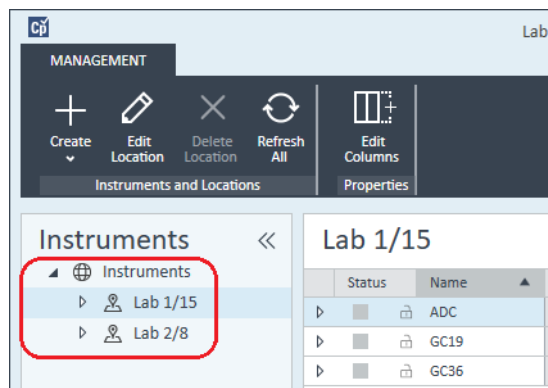 Cp
Lab
MANAGEMENT
Create Edit Location Delete Location Refresh All Edit Columns
Instruments and Locations Properties
Instruments Lab 1/15
Instruments
Status Name
Lab 1/15
ADC
Lab 2/8
GC19
GC36